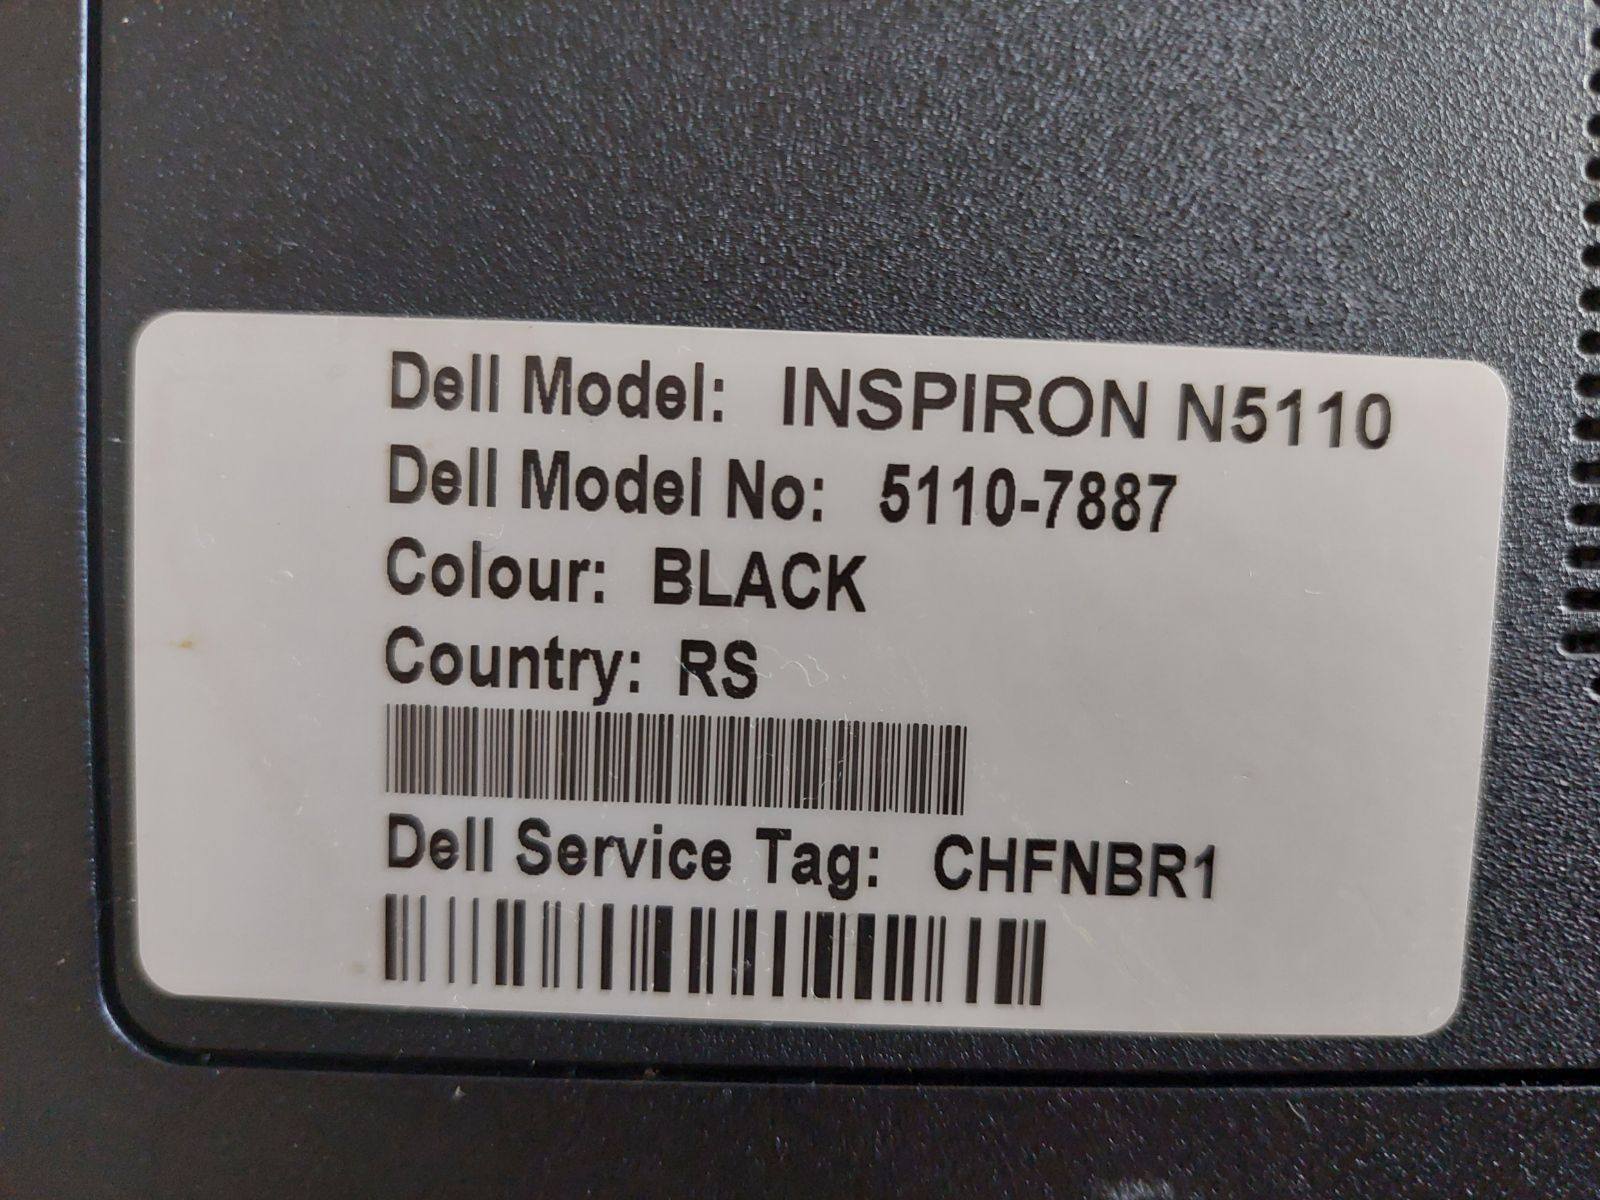 Dell Model: INSPIRON N5110
Dell Model No: 5110-7887
Colour: BLACK
Country: RS
Dell Service Tag: CHFNBR1